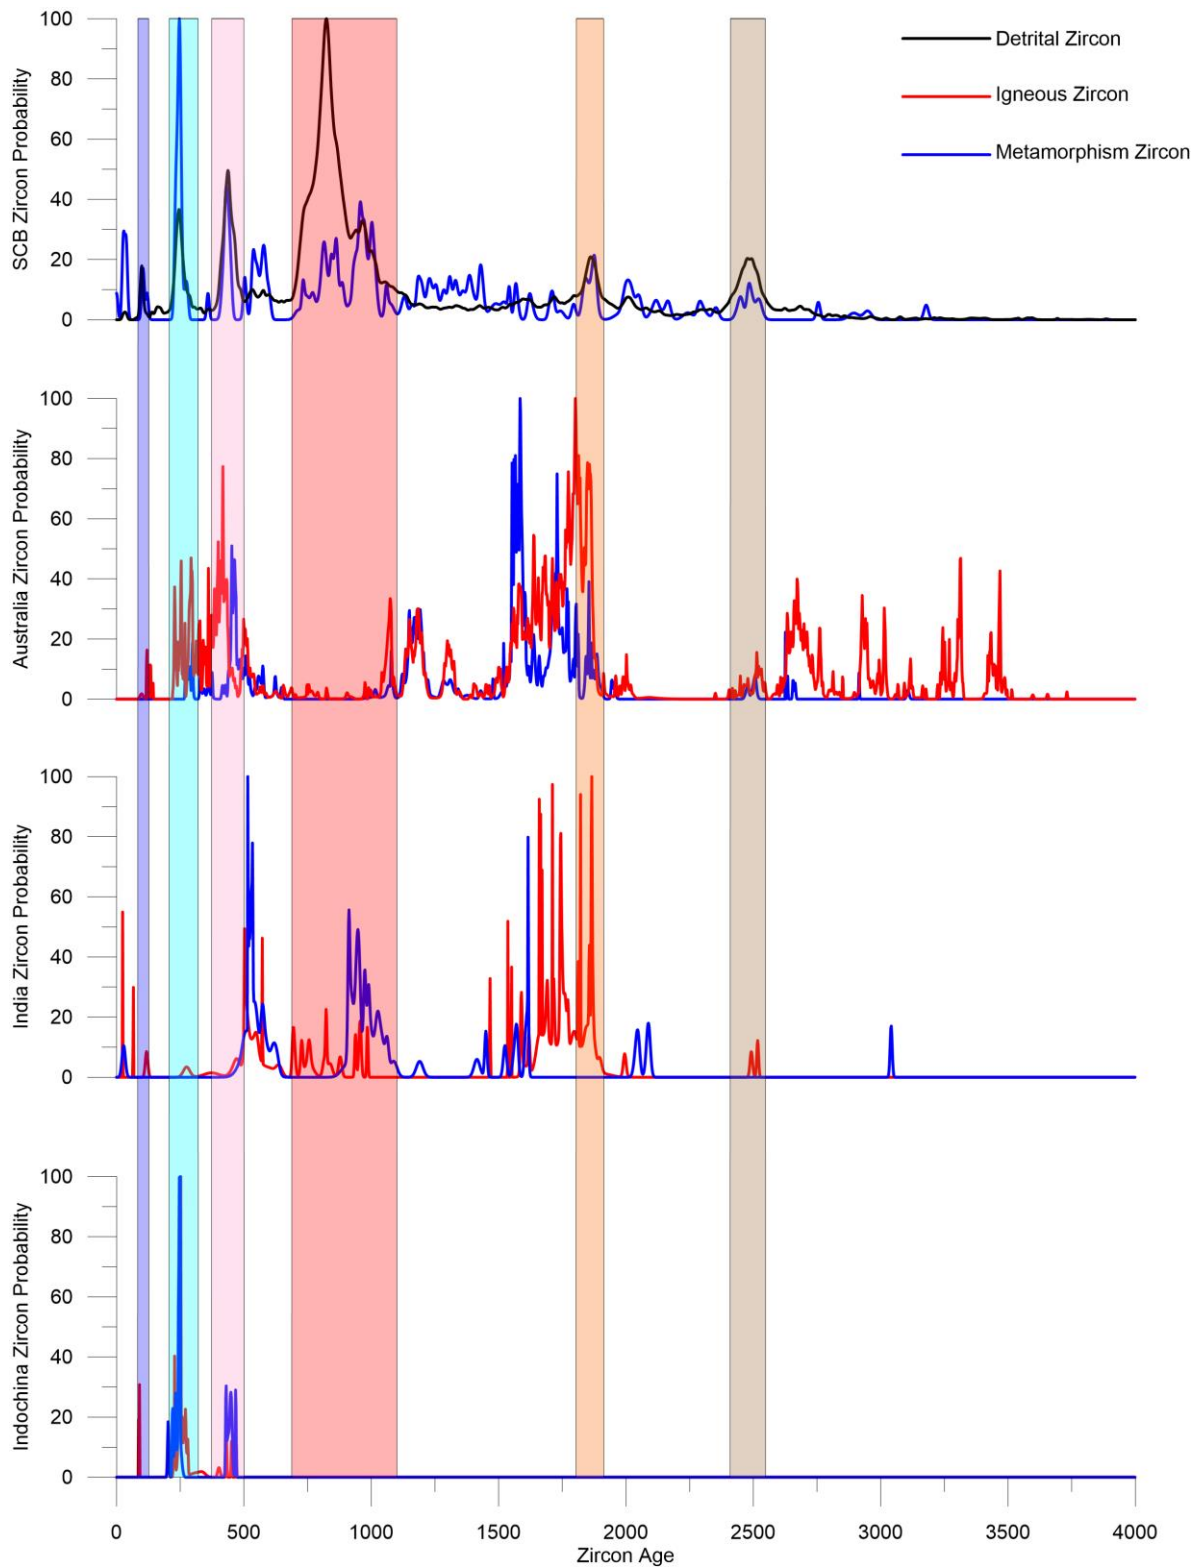 100
80
60
40
20
0
SCB Zircon Probability
Detrital Zircon
Igneous Zircon
Metamorphism Zircon
100
80
60
40
20
0
Australia Zircon Probability
100
80
60
40
20
0
India Zircon Probability
100
80
60
40
20
0
Indochina Zircon Probability
0 500 1000 1500 2000 2500 3000 3500 4000
Zircon Age